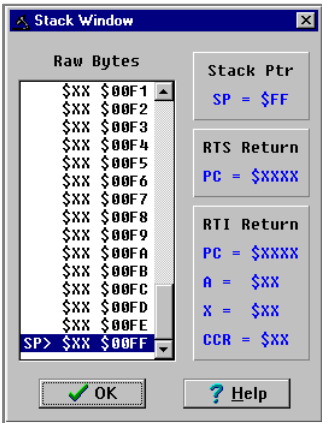 Stack Window
Raw Bytes
$XX $00F1
$XX $00F2
$XX $00F3
$XX $00F4
$XX $00F5
$XX $00F6
$XX $00F7
$XX $00F8
$XX $00F9
$XX $00FA
$XX $00FB
$XX $00FC
$XX $00FD
$XX $00FE
SP> $XX $00FF
Stack Ptr
SP = $FF
RTS Return
PC = $XXXX
RTI Return
PC = $XXXX
A = $XX
X = $XX
CCR = $XX
OK
Help